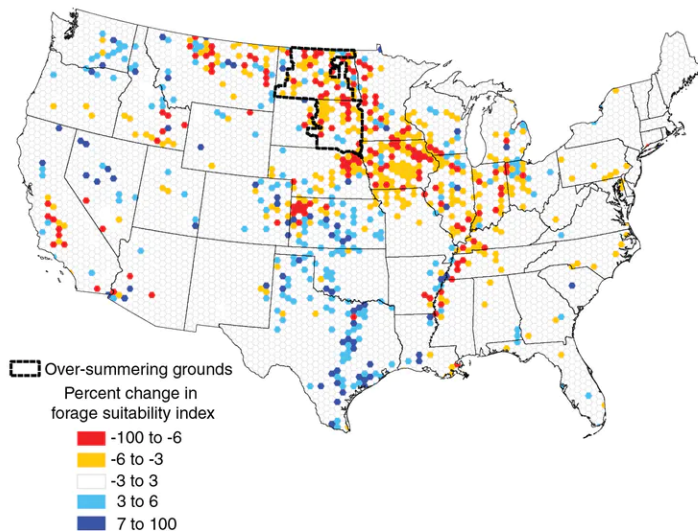 Over-summering grounds
Percent change in
forage suitability index
-100 to -6
-6 to -3
-3 to 3
3 to 6
7 to 100